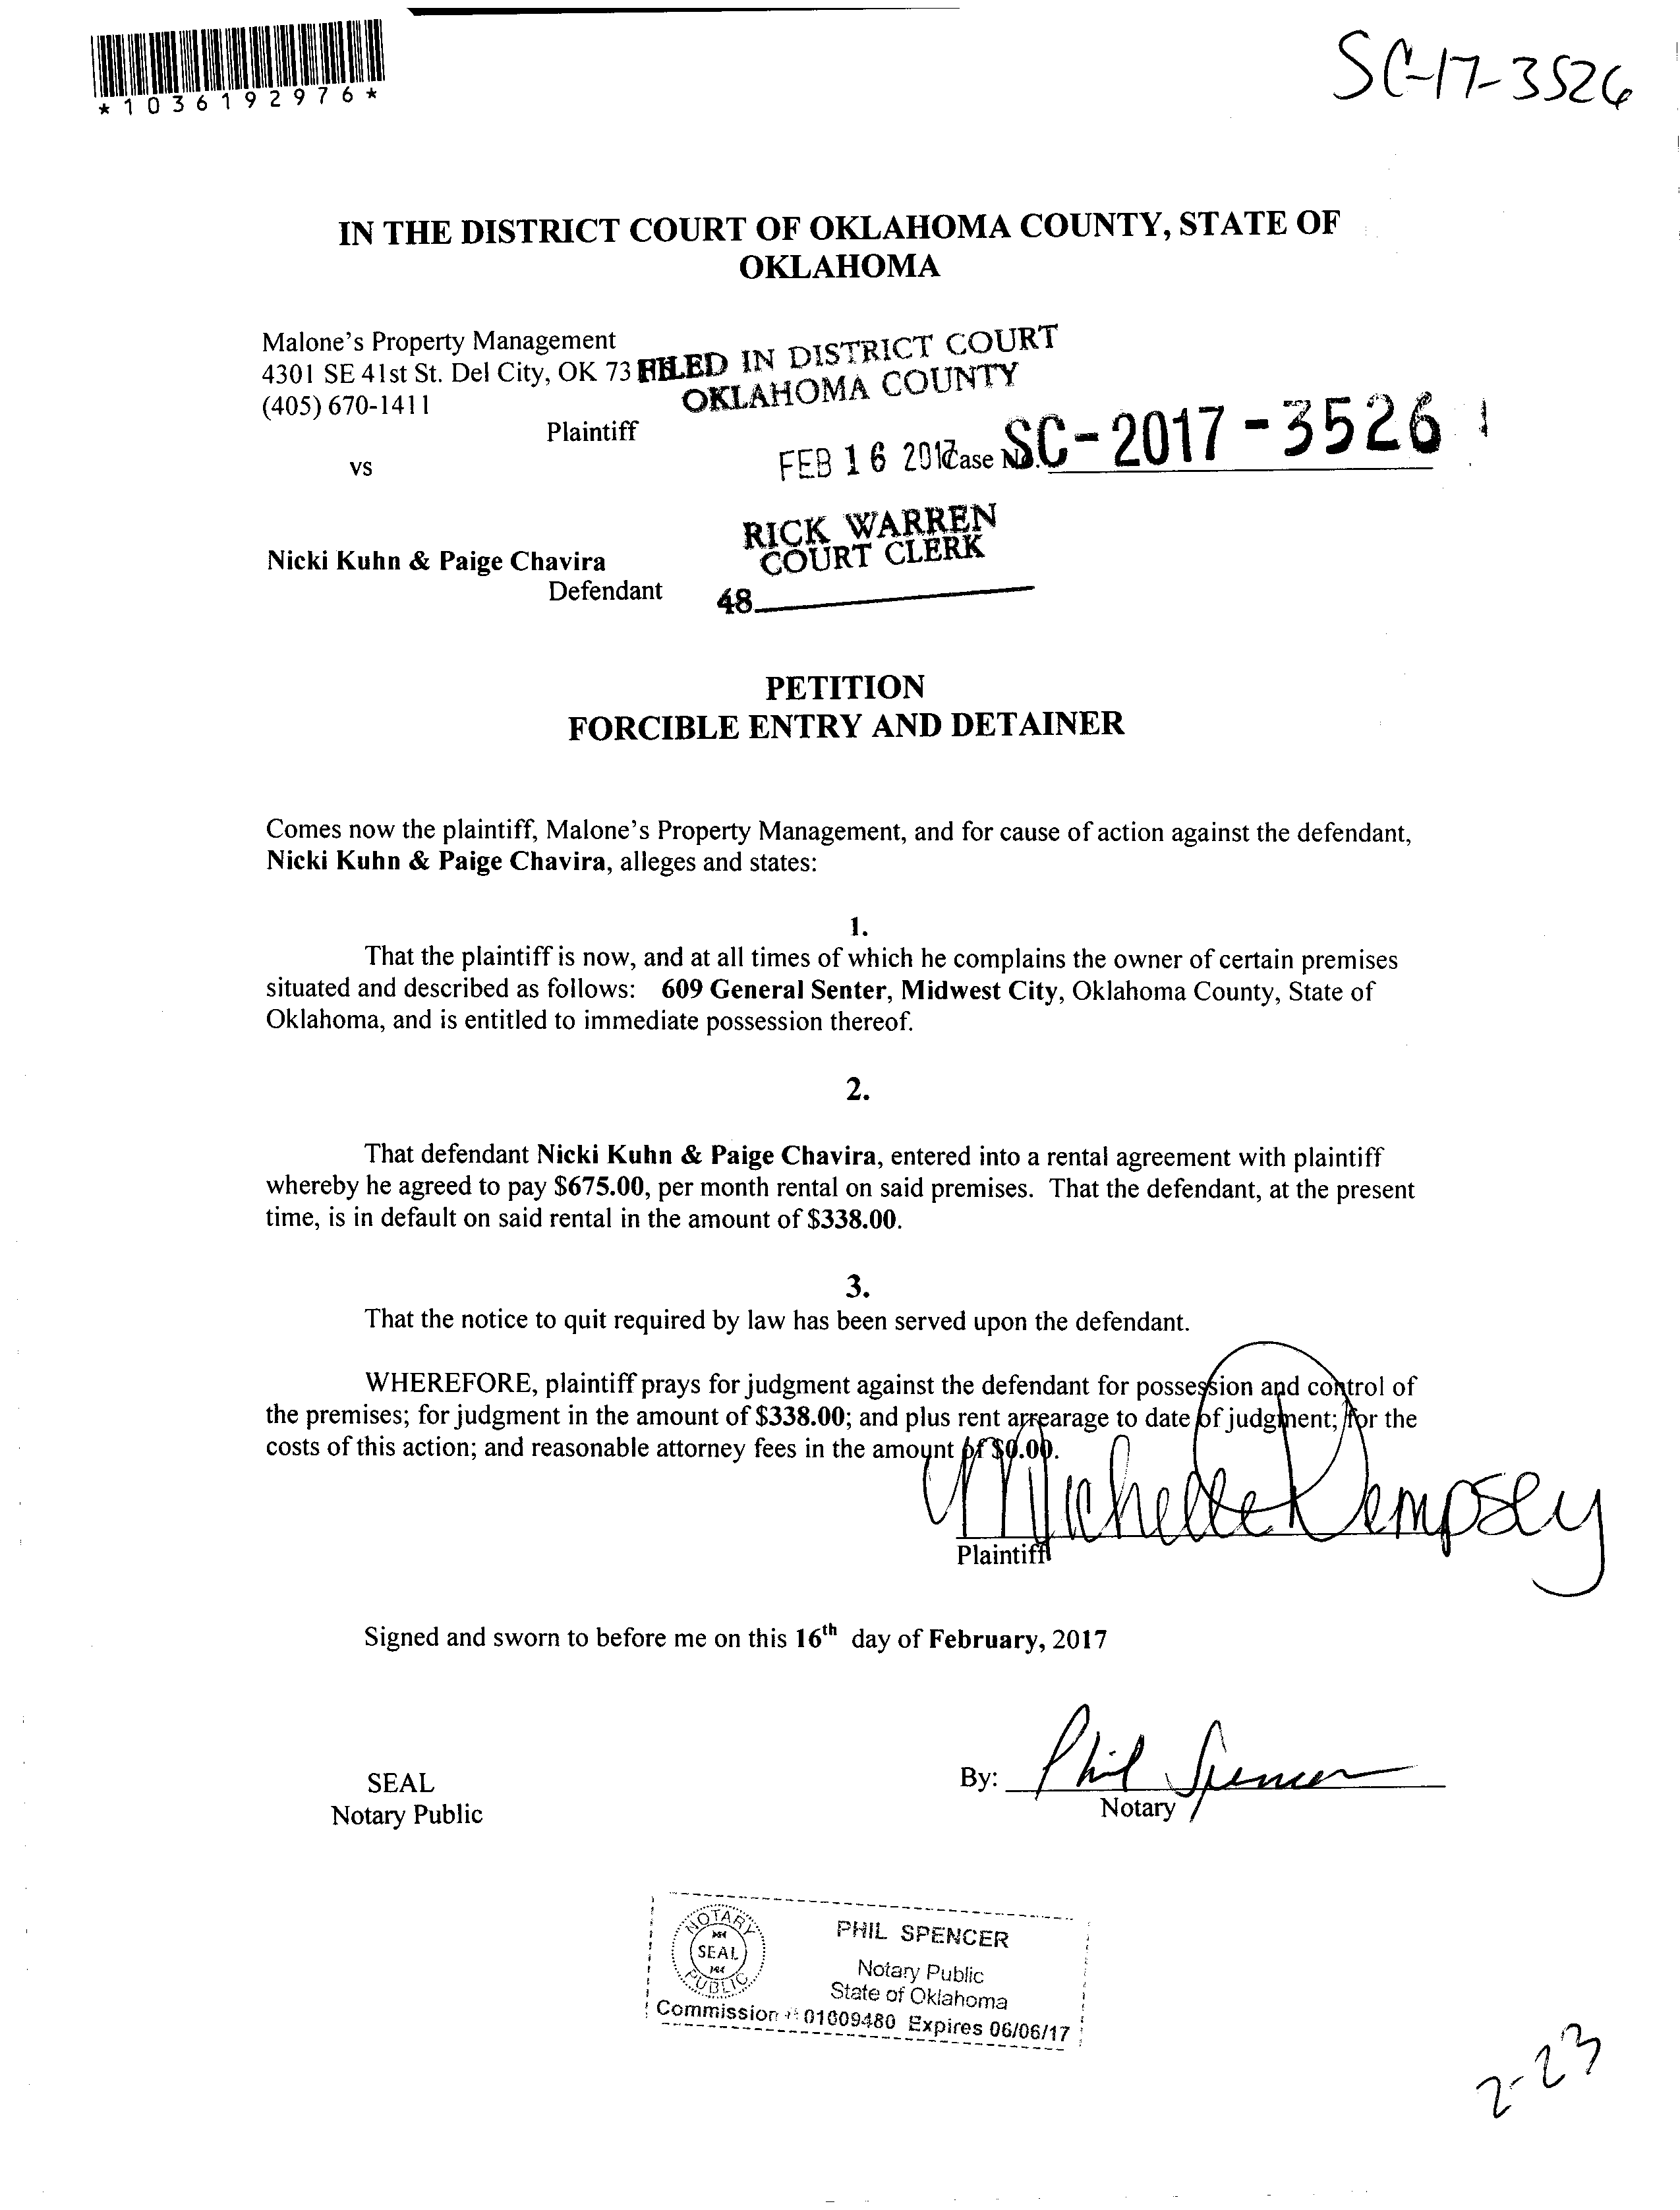 *1036192976*
SC-17-3526
IN THE DISTRICT COURT OF OKLAHOMA COUNTY, STATE OF
OKLAHOMA
Malone's Property Management
4301 SE 41st St. Del City, OK 73
(405) 670-1411
Plaintiff
vs
FILED IN DISTRICT COURT
OKLAHOMA COUNTY
FEB 16 2017
Case No. SC-2017-3526
RICK WARREN
COURT CLERK
48
Nicki Kuhn & Paige Chavira
Defendant
PETITION
FORCIBLE ENTRY AND DETAINER
Comes now the plaintiff, Malone's Property Management, and for cause of action against the defendant,
Nicki Kuhn & Paige Chavira, alleges and states:
1.
That the plaintiff is now, and at all times of which he complains the owner of certain premises
situated and described as follows: 609 General Senter, Midwest City, Oklahoma County, State of
Oklahoma, and is entitled to immediate possession thereof.
2.
That defendant Nicki Kuhn & Paige Chavira, entered into a rental agreement with plaintiff
whereby he agreed to pay $675.00, per month rental on said premises. That the defendant, at the present
time, is in default on said rental in the amount of $338.00.
3.
That the notice to quit required by law has been served upon the defendant.
WHEREFORE, plaintiff prays for judgment against the defendant for possession and control of
the premises; for judgment in the amount of $338.00; and plus rent arrearage to date of judgment; for the
costs of this action; and reasonable attorney fees in the amount of $0.00.
Michelle Dempsey
Plaintiff
Signed and sworn to before me on this 16th day of February, 2017
SEAL
Notary Public
By: Phil Spencer
Notary
NOTARY
SEAL
PUBLIC
PHIL SPENCER
Notary Public
State of Oklahoma
Commission # 01009480 Expires 06/06/17
2-23